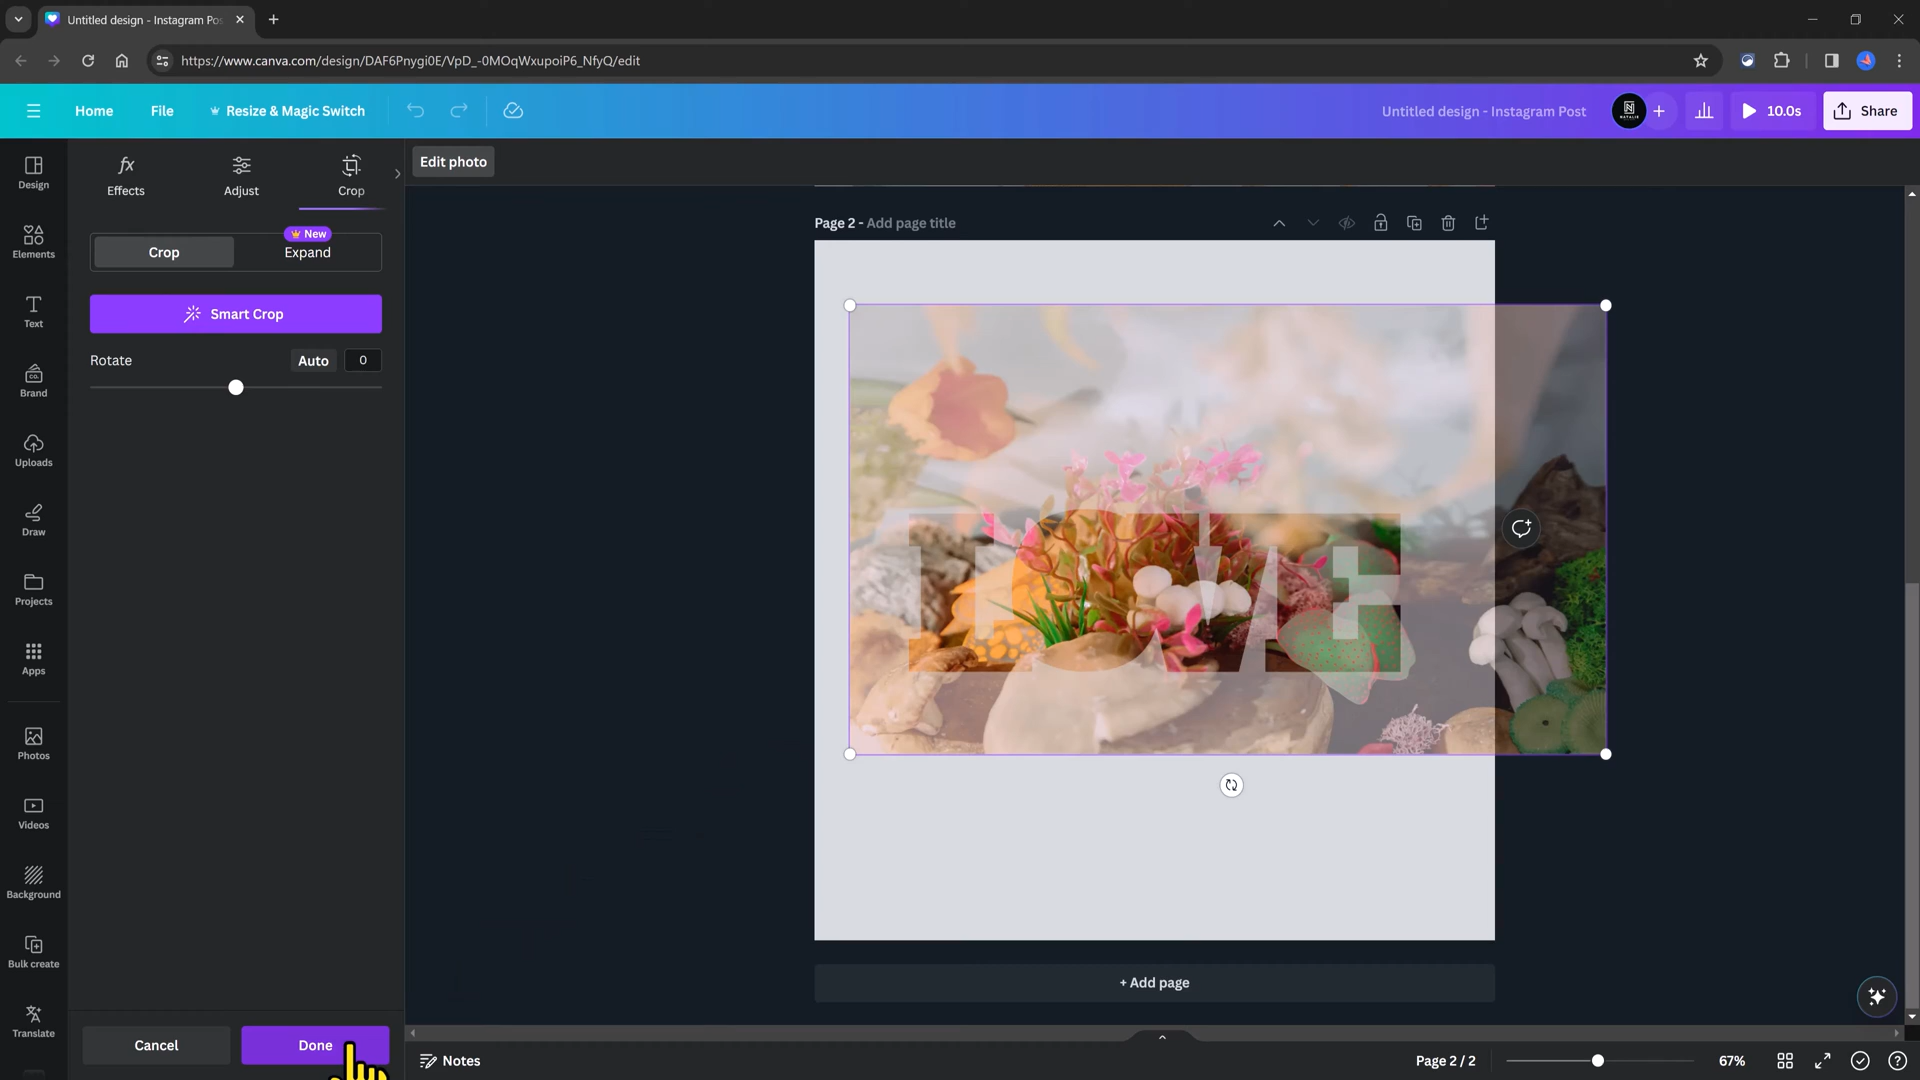 Untitled design - Instagram Po
https://www.canva.com/design/DAF6Pnygi0E/VpD_-0MOqWxupoiP6_NfyQ/edit
Home
File
Resize & Magic Switch
Untitled design - Instagram Post
NATALIE
10.0s
Share
Design
Elements
Text
Brand
Uploads
Draw
Projects
Apps
Photos
Videos
Background
Bulk create
Translate
Effects
Adjust
Crop
Crop
New
Expand
Smart Crop
Rotate
Auto
0
Cancel
Done
Edit photo
Page 2 - Add page title
LOVE
+ Add page
Notes
Page 2 / 2
67%